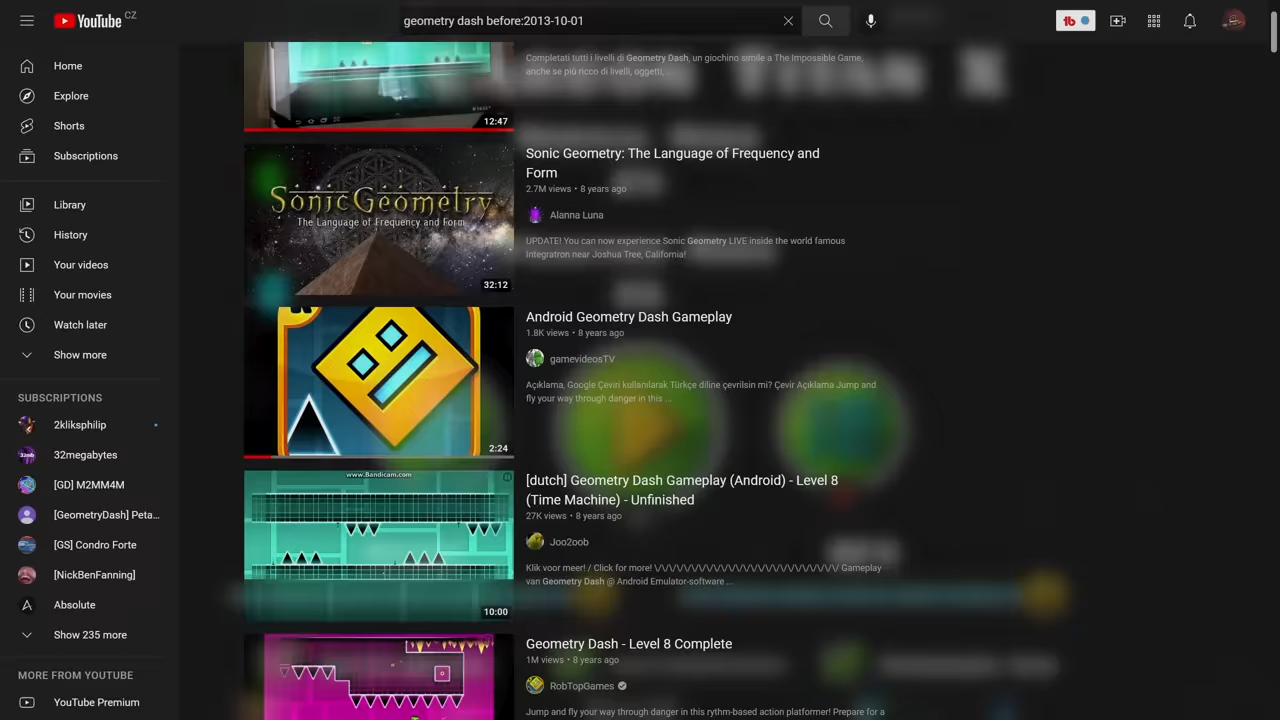 YouTube CZ
geometry dash before:2013-10-01
Home
Explore
Shorts
Subscriptions
Library
History
Your videos
Your movies
Watch later
Show more
SUBSCRIPTIONS
2kliksphilip
32megabytes
[GD] M2MM4M
[GeometryDash] Peta...
[GS] Condro Forte
[NickBenFanning]
Absolute
Show 235 more
MORE FROM YOUTUBE
YouTube Premium
12:47
Completati tutti i livelli di Geometry Dash, un giochino simile a The Impossible Game,
anche se più ricco di livelli, oggetti, ...
Sonic Geometry
The Language of Frequency and Form
32:12
Sonic Geometry: The Language of Frequency and
Form
2.7M views • 8 years ago
Alanna Luna
UPDATE! You can now experience Sonic Geometry LIVE inside the world famous
Integratron near Joshua Tree, California!
2:24
Android Geometry Dash Gameplay
1.8K views • 8 years ago
gamevideosTV
Açıklama, Google Çeviri kullanılarak Türkçe diline çevrilsin mi? Çevir Açıklama Jump and
fly your way through danger in this ...
www.Bandicam.com
10:00
[dutch] Geometry Dash Gameplay (Android) - Level 8
(Time Machine) - Unfinished
27K views • 8 years ago
Joo2oob
Klik voor meer! / Click for more! \/\/\/\/\/\/\/\/\/\/\/\/\/\/\/\/\/\/\/\/\/\/\/\/\/\/ Gameplay
van Geometry Dash @ Android Emulator-software ...
Geometry Dash - Level 8 Complete
1M views • 8 years ago
RobTopGames
Jump and fly your way through danger in this rythm-based action platformer! Prepare for a